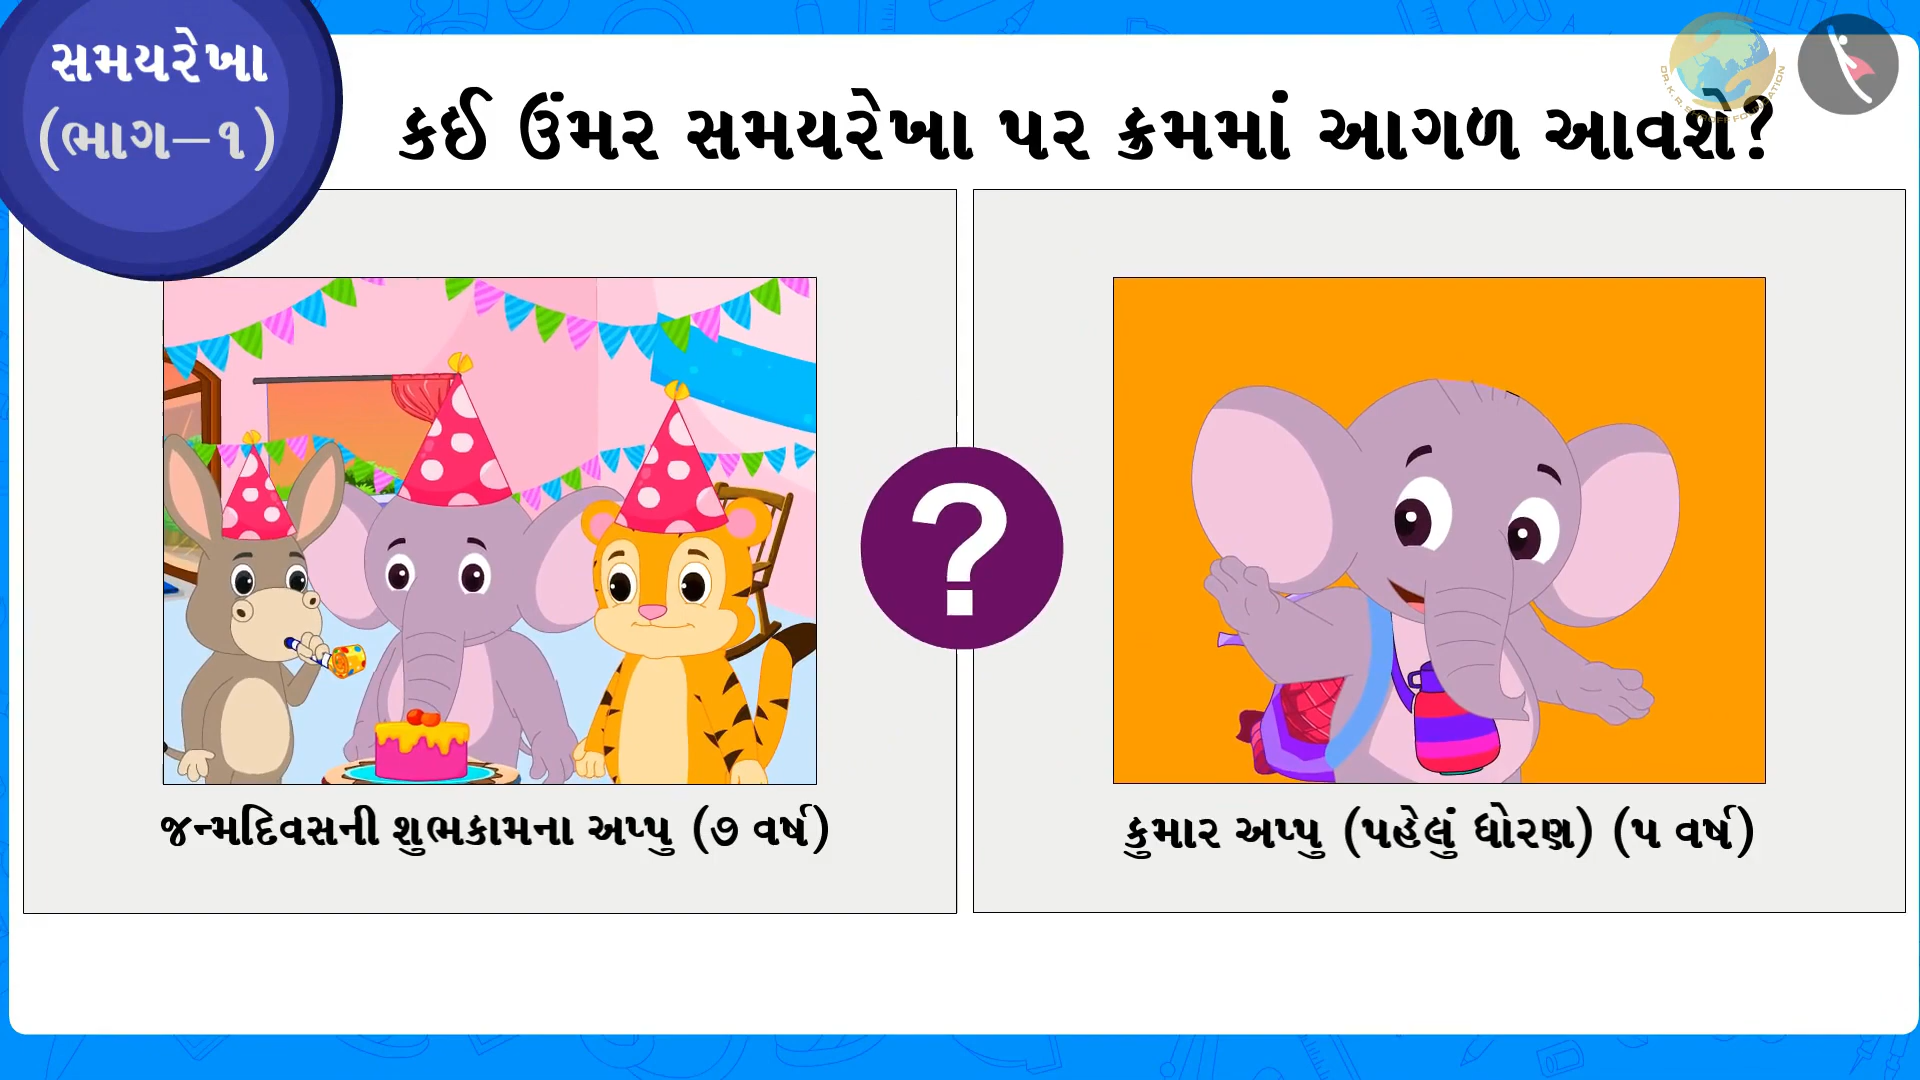 સમયરેખા
(ભાગ–૧)
કઈ ઉંમર સમયરેખા પર ક્રમમાં આગળ આવશે?
?
જન્મદિવસની શુભકામના અપ્પુ (૭ વર્ષ)
કુમાર અપ્પુ (પહેલું ધોરણ) (૫ વર્ષ)